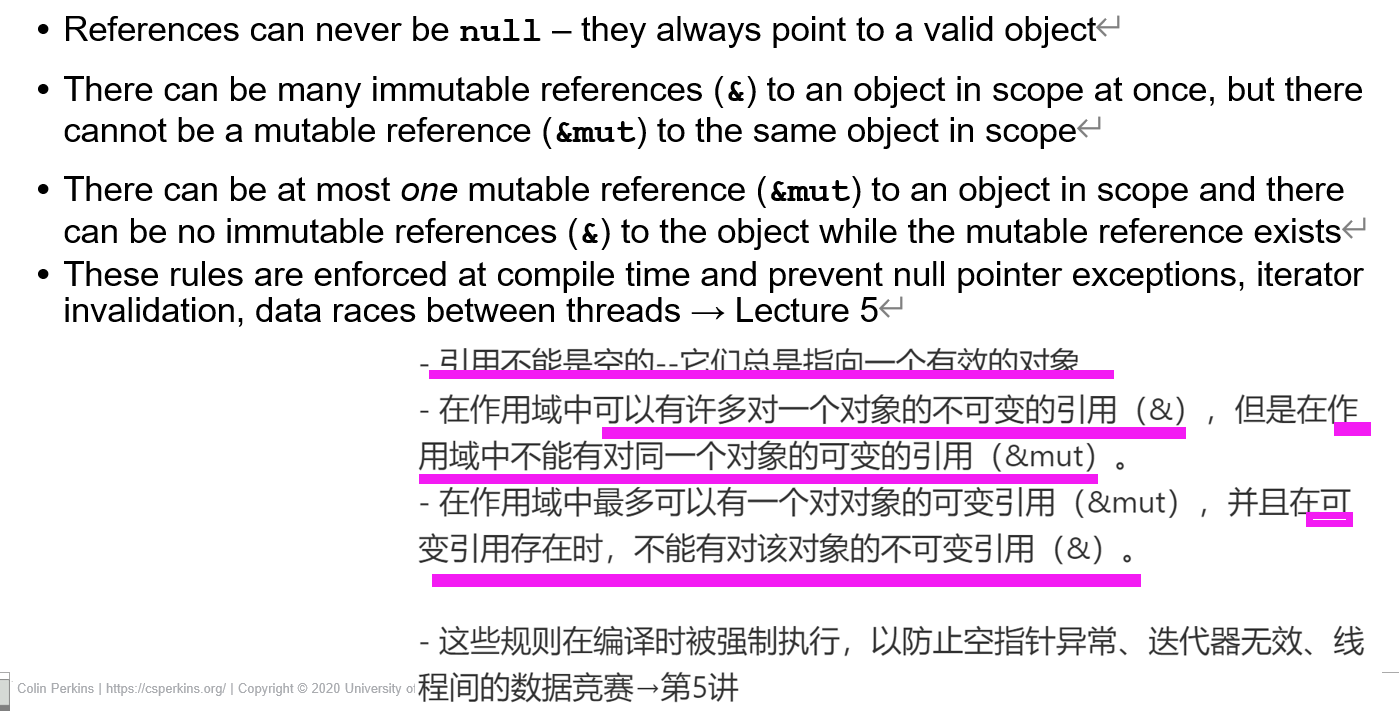 • References can never be null – they always point to a valid object↵
• There can be many immutable references (&) to an object in scope at once, but there
cannot be a mutable reference (&mut) to the same object in scope↵
• There can be at most one mutable reference (&mut) to an object in scope and there
can be no immutable references (&) to the object while the mutable reference exists↵
• These rules are enforced at compile time and prevent null pointer exceptions, iterator
invalidation, data races between threads → Lecture 5↵
- 引用不能是空的--它们总是指向一个有效的对象
- 在作用域中可以有许多对一个对象的不可变的引用（&），但是在作
用域中不能有对同一个对象的可变的引用（&mut）。
- 在作用域中最多可以有一个对对象的可变引用（&mut），并且在可
变引用存在时，不能有对该对象的不可变引用（&）。
- 这些规则在编译时被强制执行，以防止空指针异常、迭代器无效、线
程间的数据竞赛→第5讲
Colin Perkins | https://csperkins.org/ | Copyright © 2020 University of